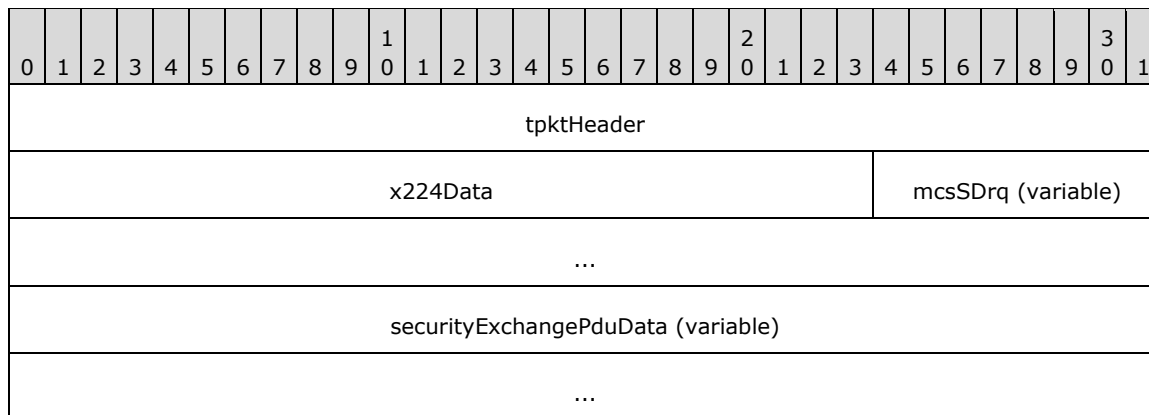 1 2 3
0 1 2 3 4 5 6 7 8 9 0 1 2 3 4 5 6 7 8 9 0 1 2 3 4 5 6 7 8 9 0 1
tpktHeader
x224Data mcsSDrq (variable)
...
securityExchangePduData (variable)
...